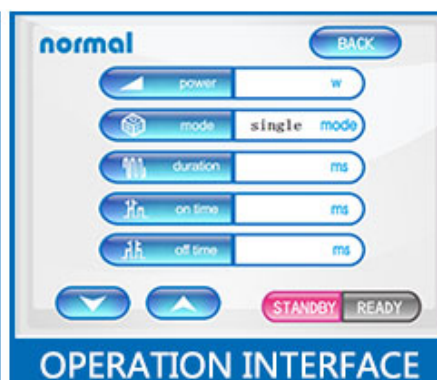 normal BACK
power w
mode single mode
duration ms
on time ms
off time ms
STANDBY READY
OPERATION INTERFACE